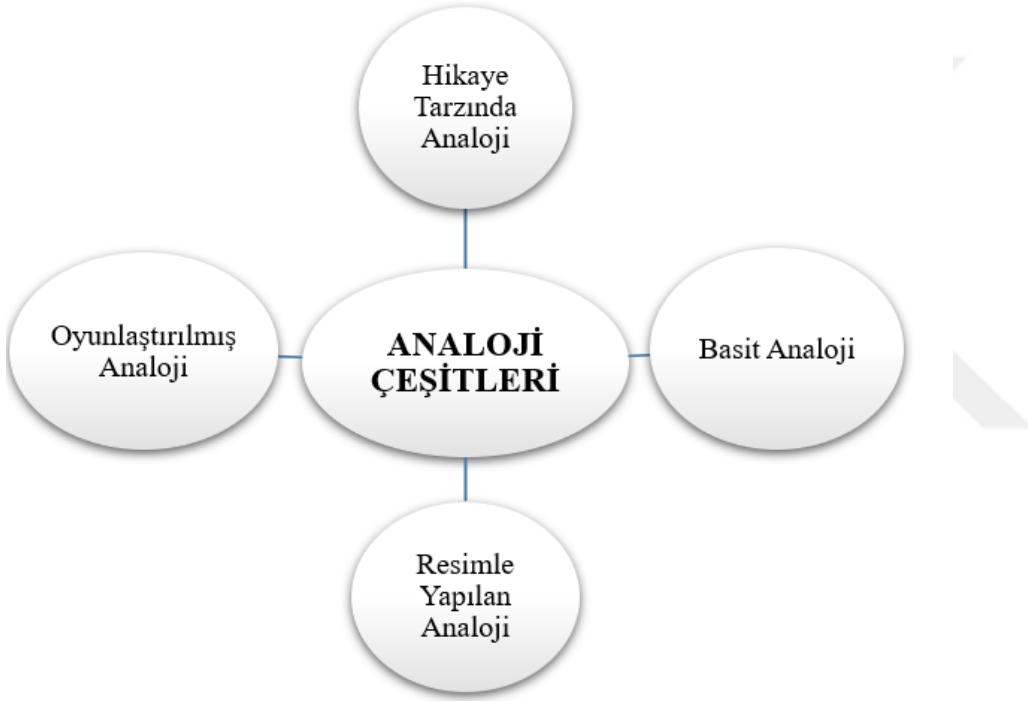 Hikaye
Tarzında
Analoji
Oyunlaştırılmış
Analoji
ANALOJİ
ÇEŞİTLERİ
Basit Analoji
Resimle
Yapılan
Analoji